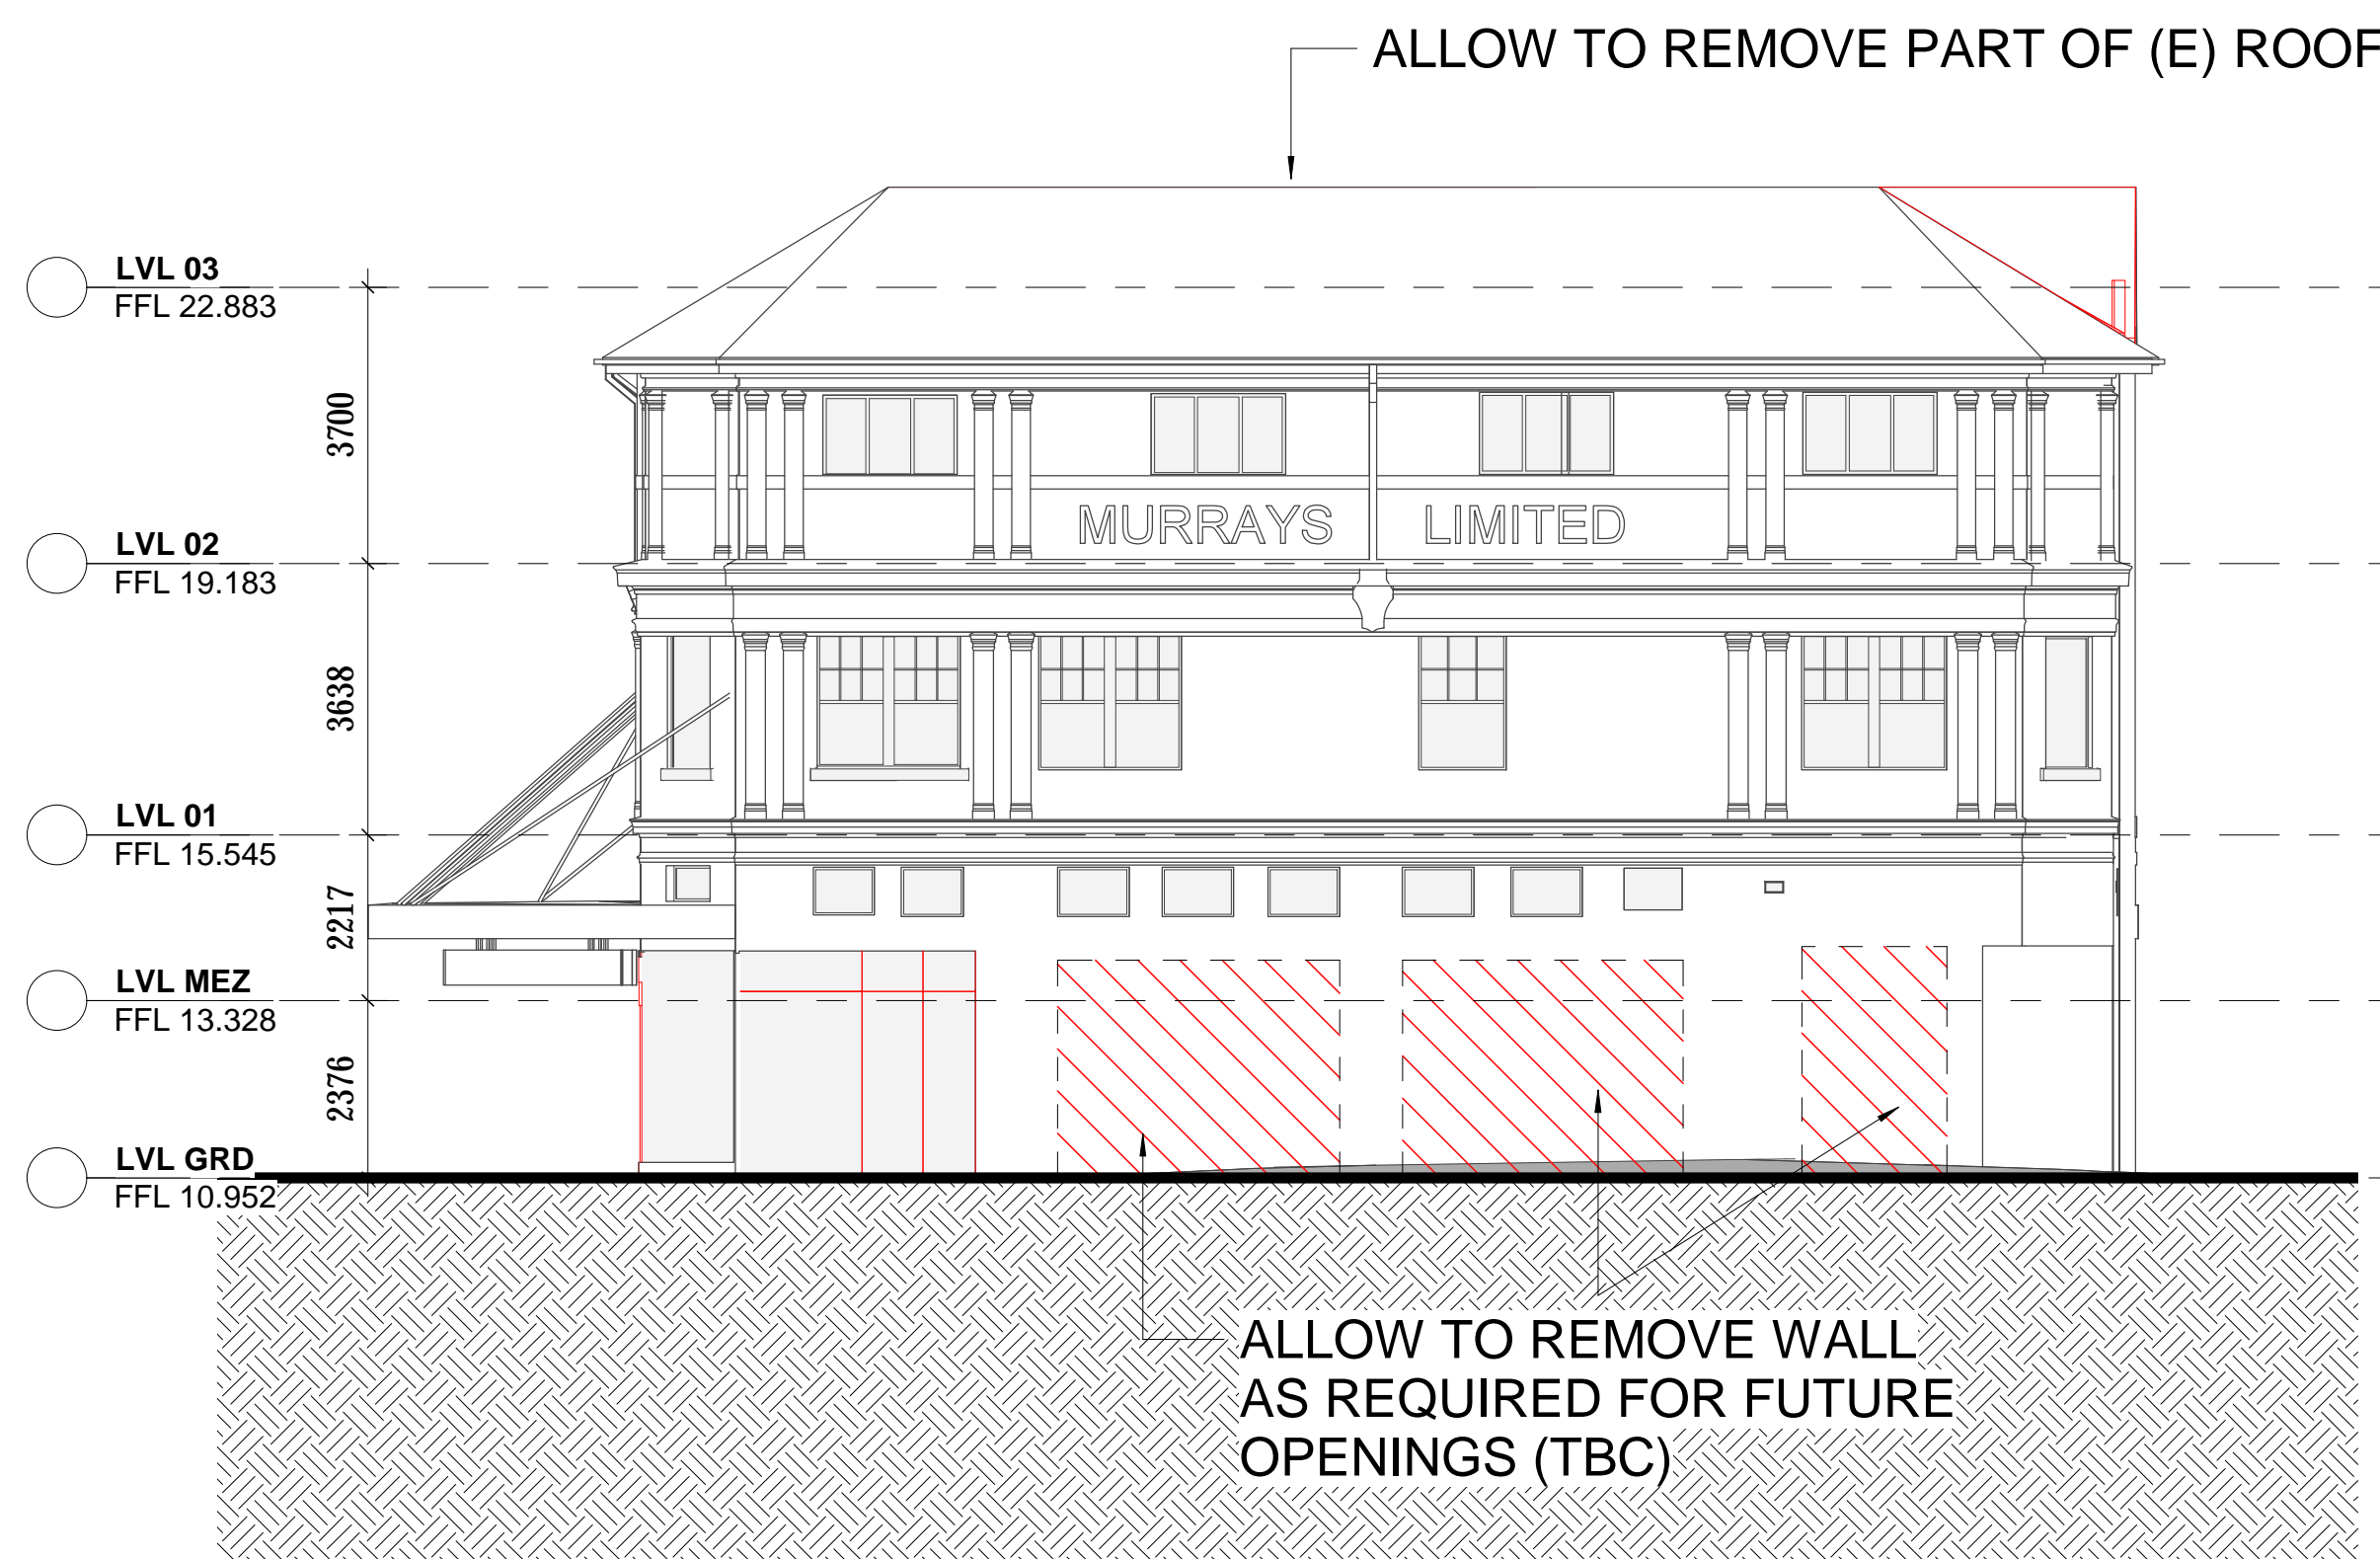 ALLOW TO REMOVE PART OF (E) ROOF
LVL 03
FFL 22.883
3700
MURRAYS LIMITED
LVL 02
FFL 19.183
3638
LVL 01
FFL 15.545
2217
LVL MEZ
FFL 13.328
2376
LVL GRD
FFL 10.952
ALLOW TO REMOVE WALL
AS REQUIRED FOR FUTURE
OPENINGS (TBC)